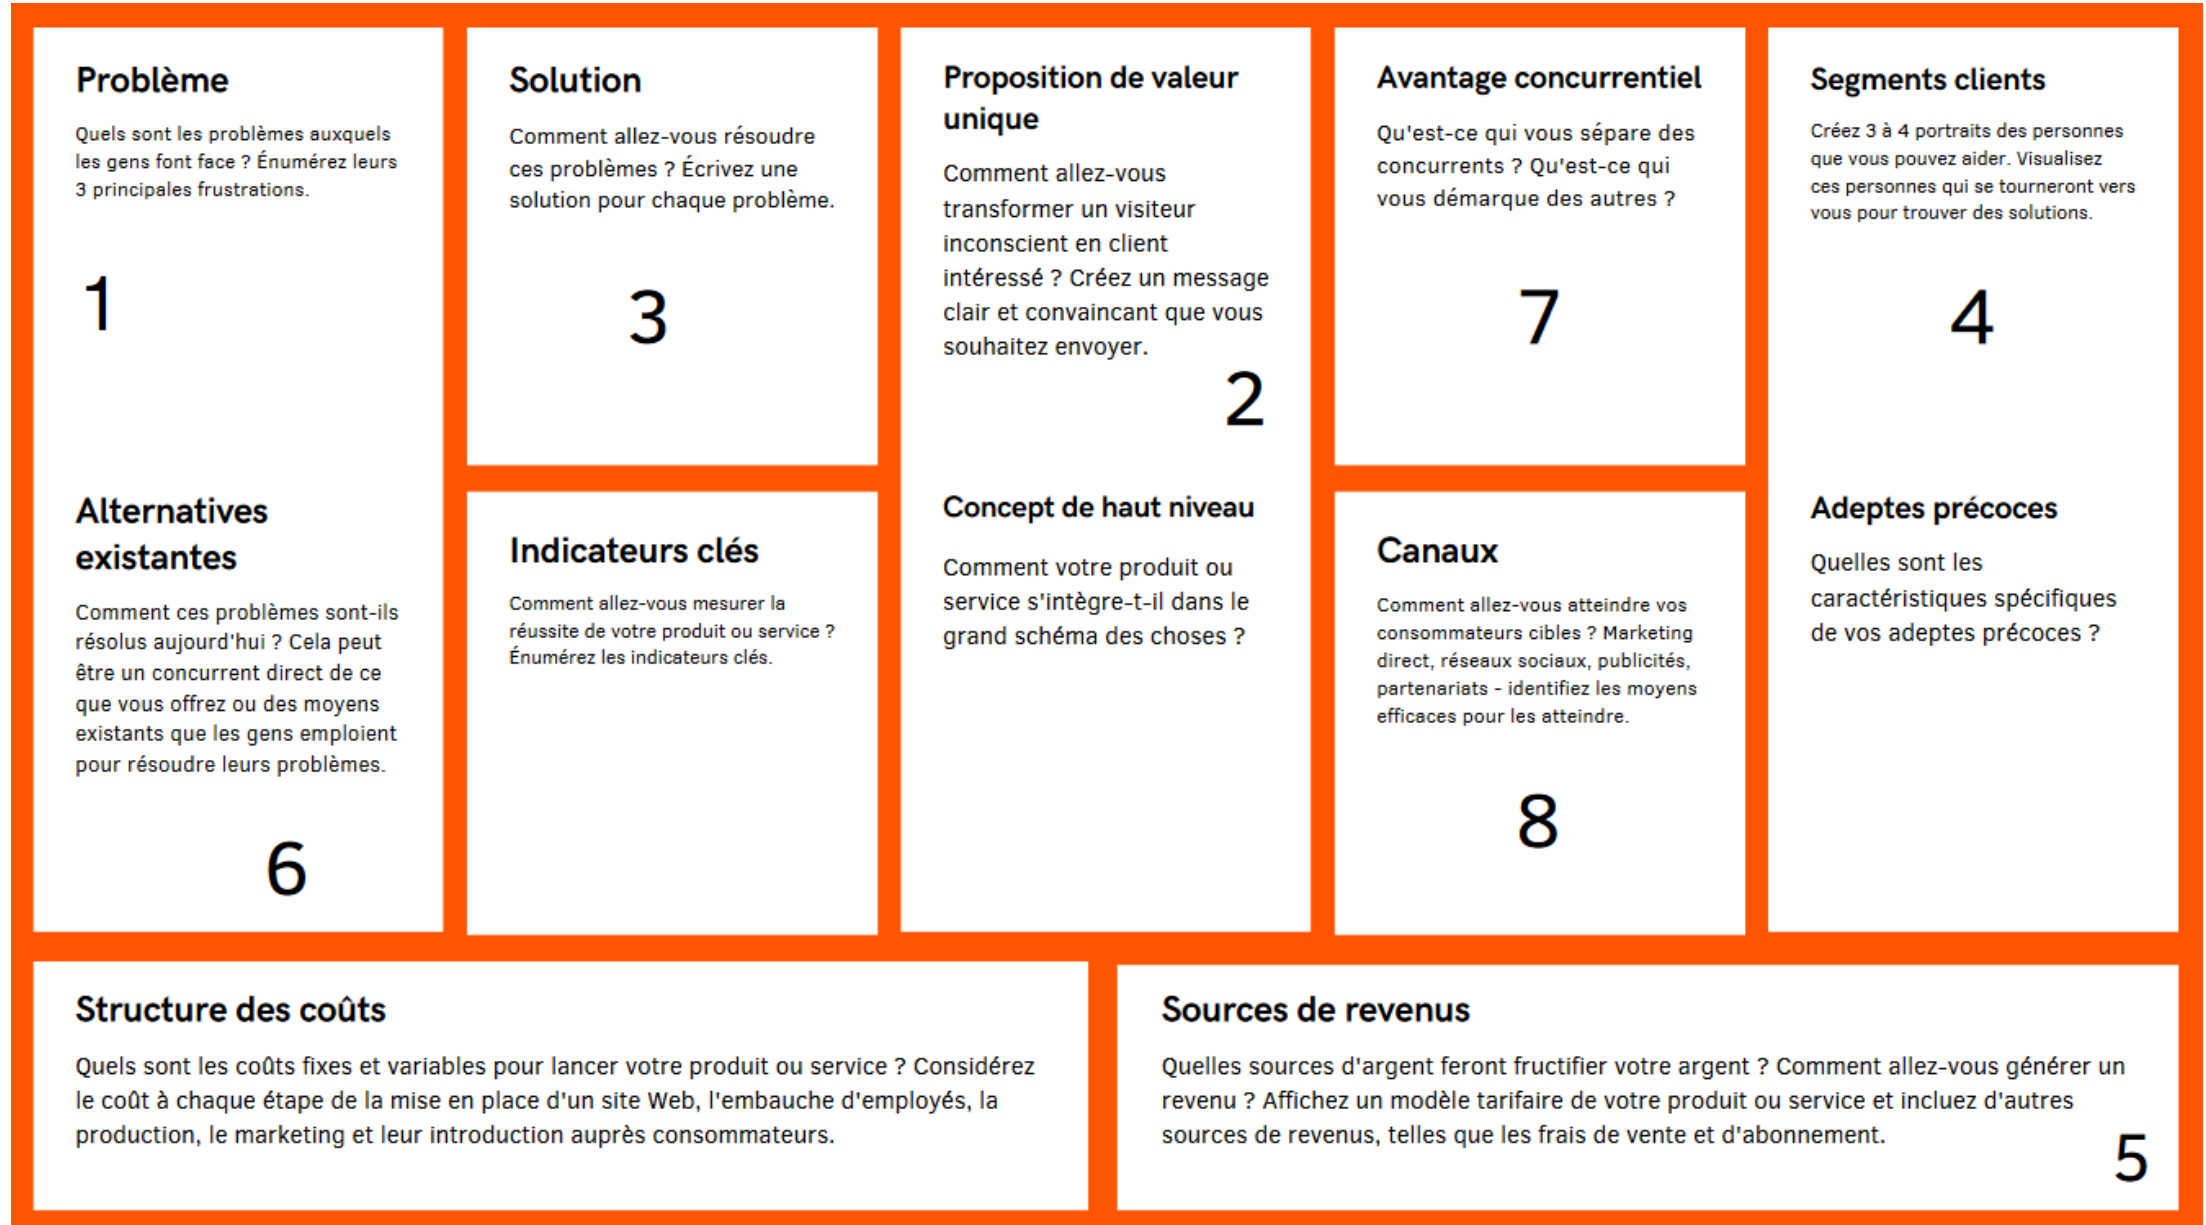 Problème
Quels sont les problèmes auxquels
les gens font face ? Énumérez leurs
3 principales frustrations.
1
Alternatives
existantes
Comment ces problèmes sont-ils
résolus aujourd'hui ? Cela peut
être un concurrent direct de ce
que vous offrez ou des moyens
existants que les gens emploient
pour résoudre leurs problèmes.
6
Solution
Comment allez-vous résoudre
ces problèmes ? Écrivez une
solution pour chaque problème.
3
Indicateurs clés
Comment allez-vous mesurer la
réussite de votre produit ou service ?
Énumérez les indicateurs clés.
Proposition de valeur
unique
Comment allez-vous
transformer un visiteur
inconscient en client
intéressé ? Créez un message
clair et convaincant que vous
souhaitez envoyer.
2
Concept de haut niveau
Comment votre produit ou
service s'intègre-t-il dans le
grand schéma des choses ?
Avantage concurrentiel
Qu'est-ce qui vous sépare des
concurrents ? Qu'est-ce qui
vous démarque des autres ?
7
Canaux
Comment allez-vous atteindre vos
consommateurs cibles ? Marketing
direct, réseaux sociaux, publicités,
partenariats - identifiez les moyens
efficaces pour les atteindre.
8
Segments clients
Créez 3 à 4 portraits des personnes
que vous pouvez aider. Visualisez
ces personnes qui se tourneront vers
vous pour trouver des solutions.
4
Adeptes précoces
Quelles sont les
caractéristiques spécifiques
de vos adeptes précoces ?
Structure des coûts
Quels sont les coûts fixes et variables pour lancer votre produit ou service ? Considérez
le coût à chaque étape de la mise en place d'un site Web, l'embauche d'employés, la
production, le marketing et leur introduction auprès consommateurs.
Sources de revenus
Quelles sources d'argent feront fructifier votre argent ? Comment allez-vous générer un
revenu ? Affichez un modèle tarifaire de votre produit ou service et incluez d'autres
sources de revenus, telles que les frais de vente et d'abonnement.
5